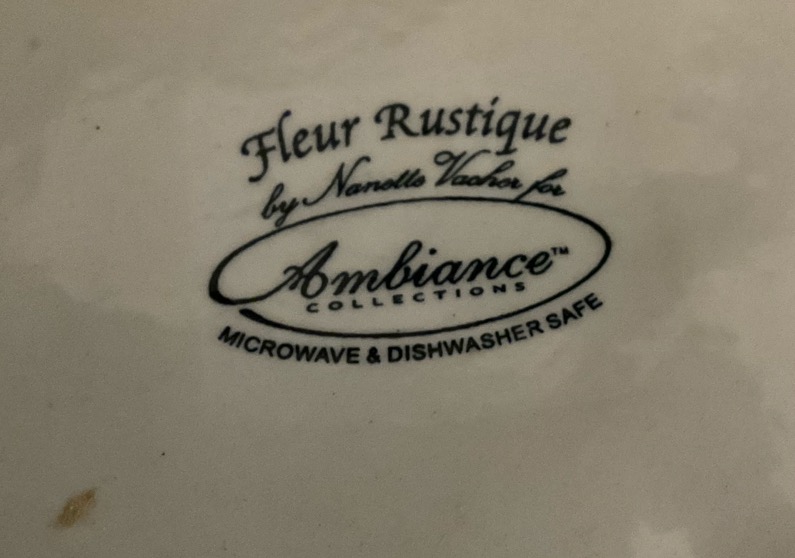 Fleur Rustique
by Nanette Vacher for
Ambiance™
COLLECTIONS
MICROWAVE & DISHWASHER SAFE